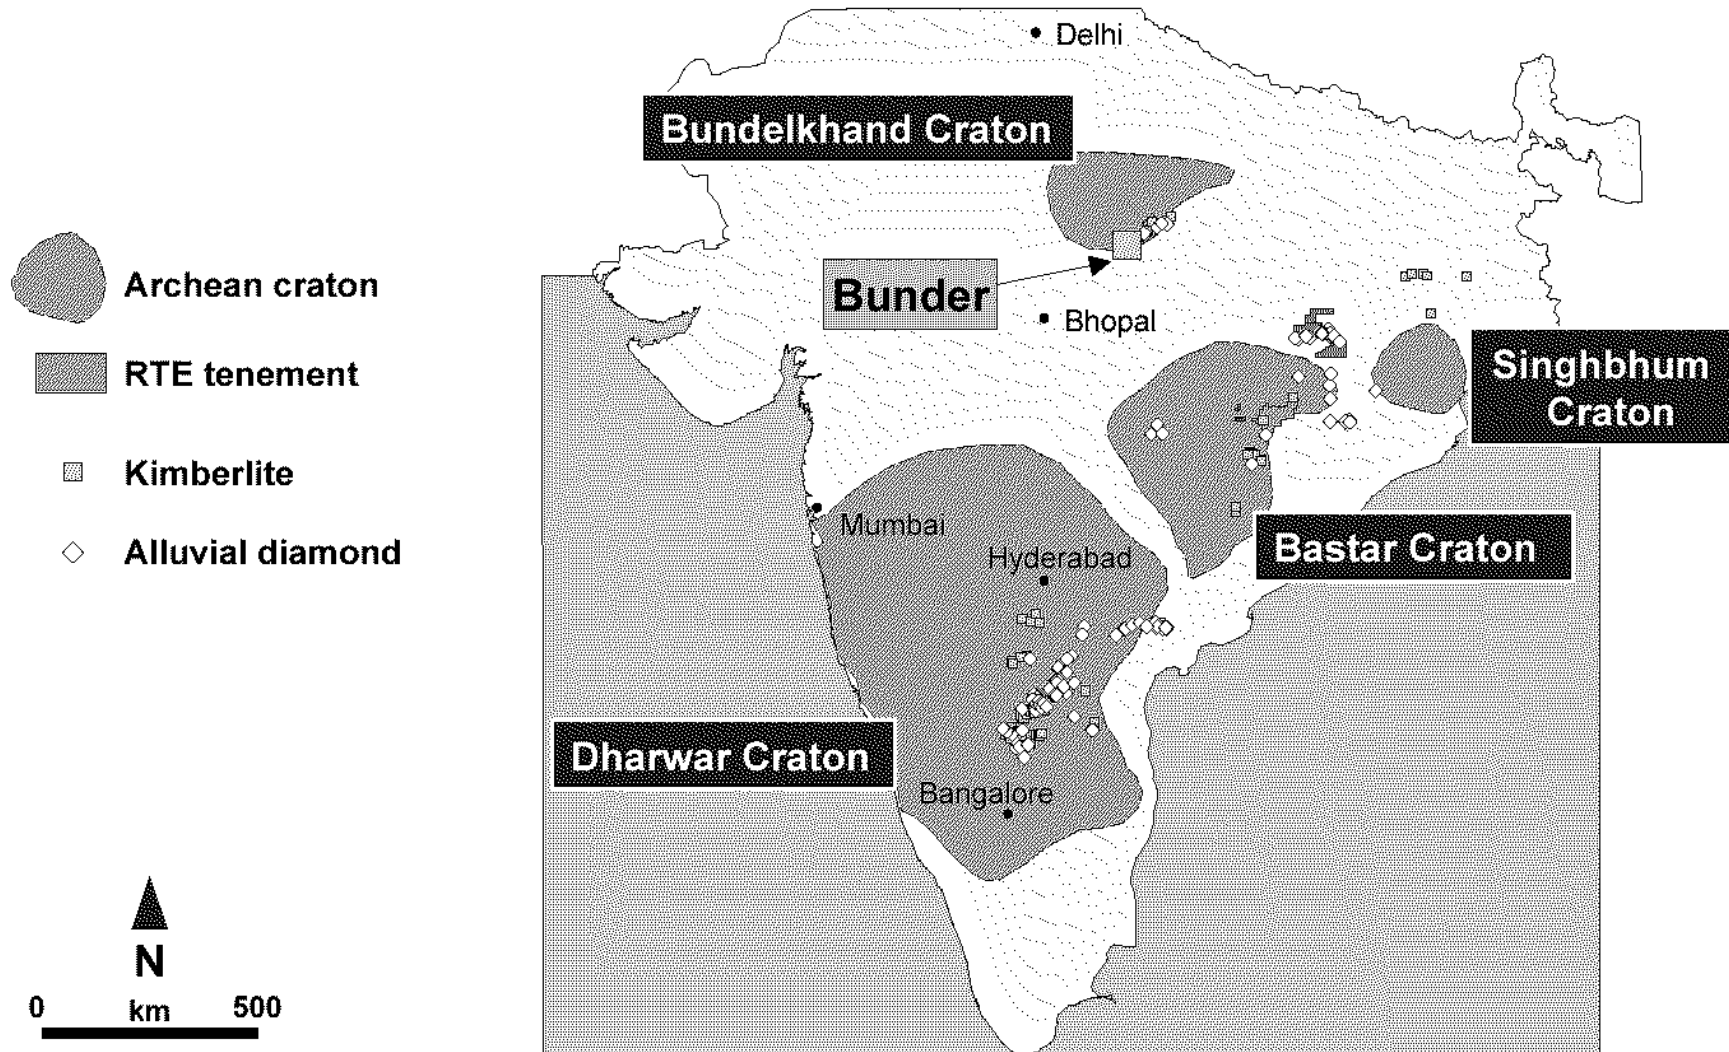 Delhi
Bundelkhand Craton
Archean craton
Bunder
Bhopal
RTE tenement
Singhbhum
Craton
Kimberlite
Mumbai
Alluvial diamond
Hyderabad
Bastar Craton
Dharwar Craton
Bangalore
N
0 km 500